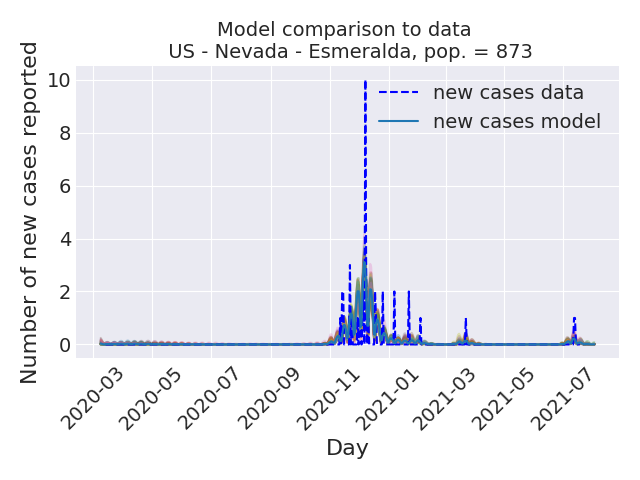 Model comparison to data
US - Nevada - Esmeralda, pop. = 873
Number of new cases reported
10
8
6
4
2
0
new cases data
new cases model
2020-03
2020-05
2020-07
2020-09
2020-11
2021-01
2021-03
2021-05
2021-07
Day